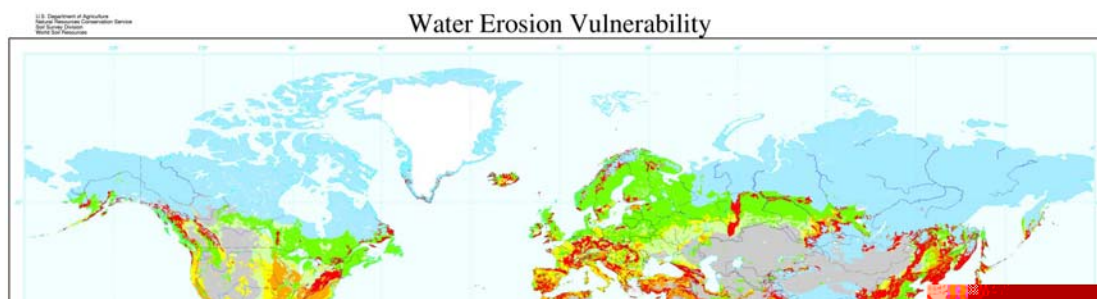 U.S. Department of Agriculture
Natural Resources Conservation Service
Soil Survey Division
World Soil Resources
Water Erosion Vulnerability